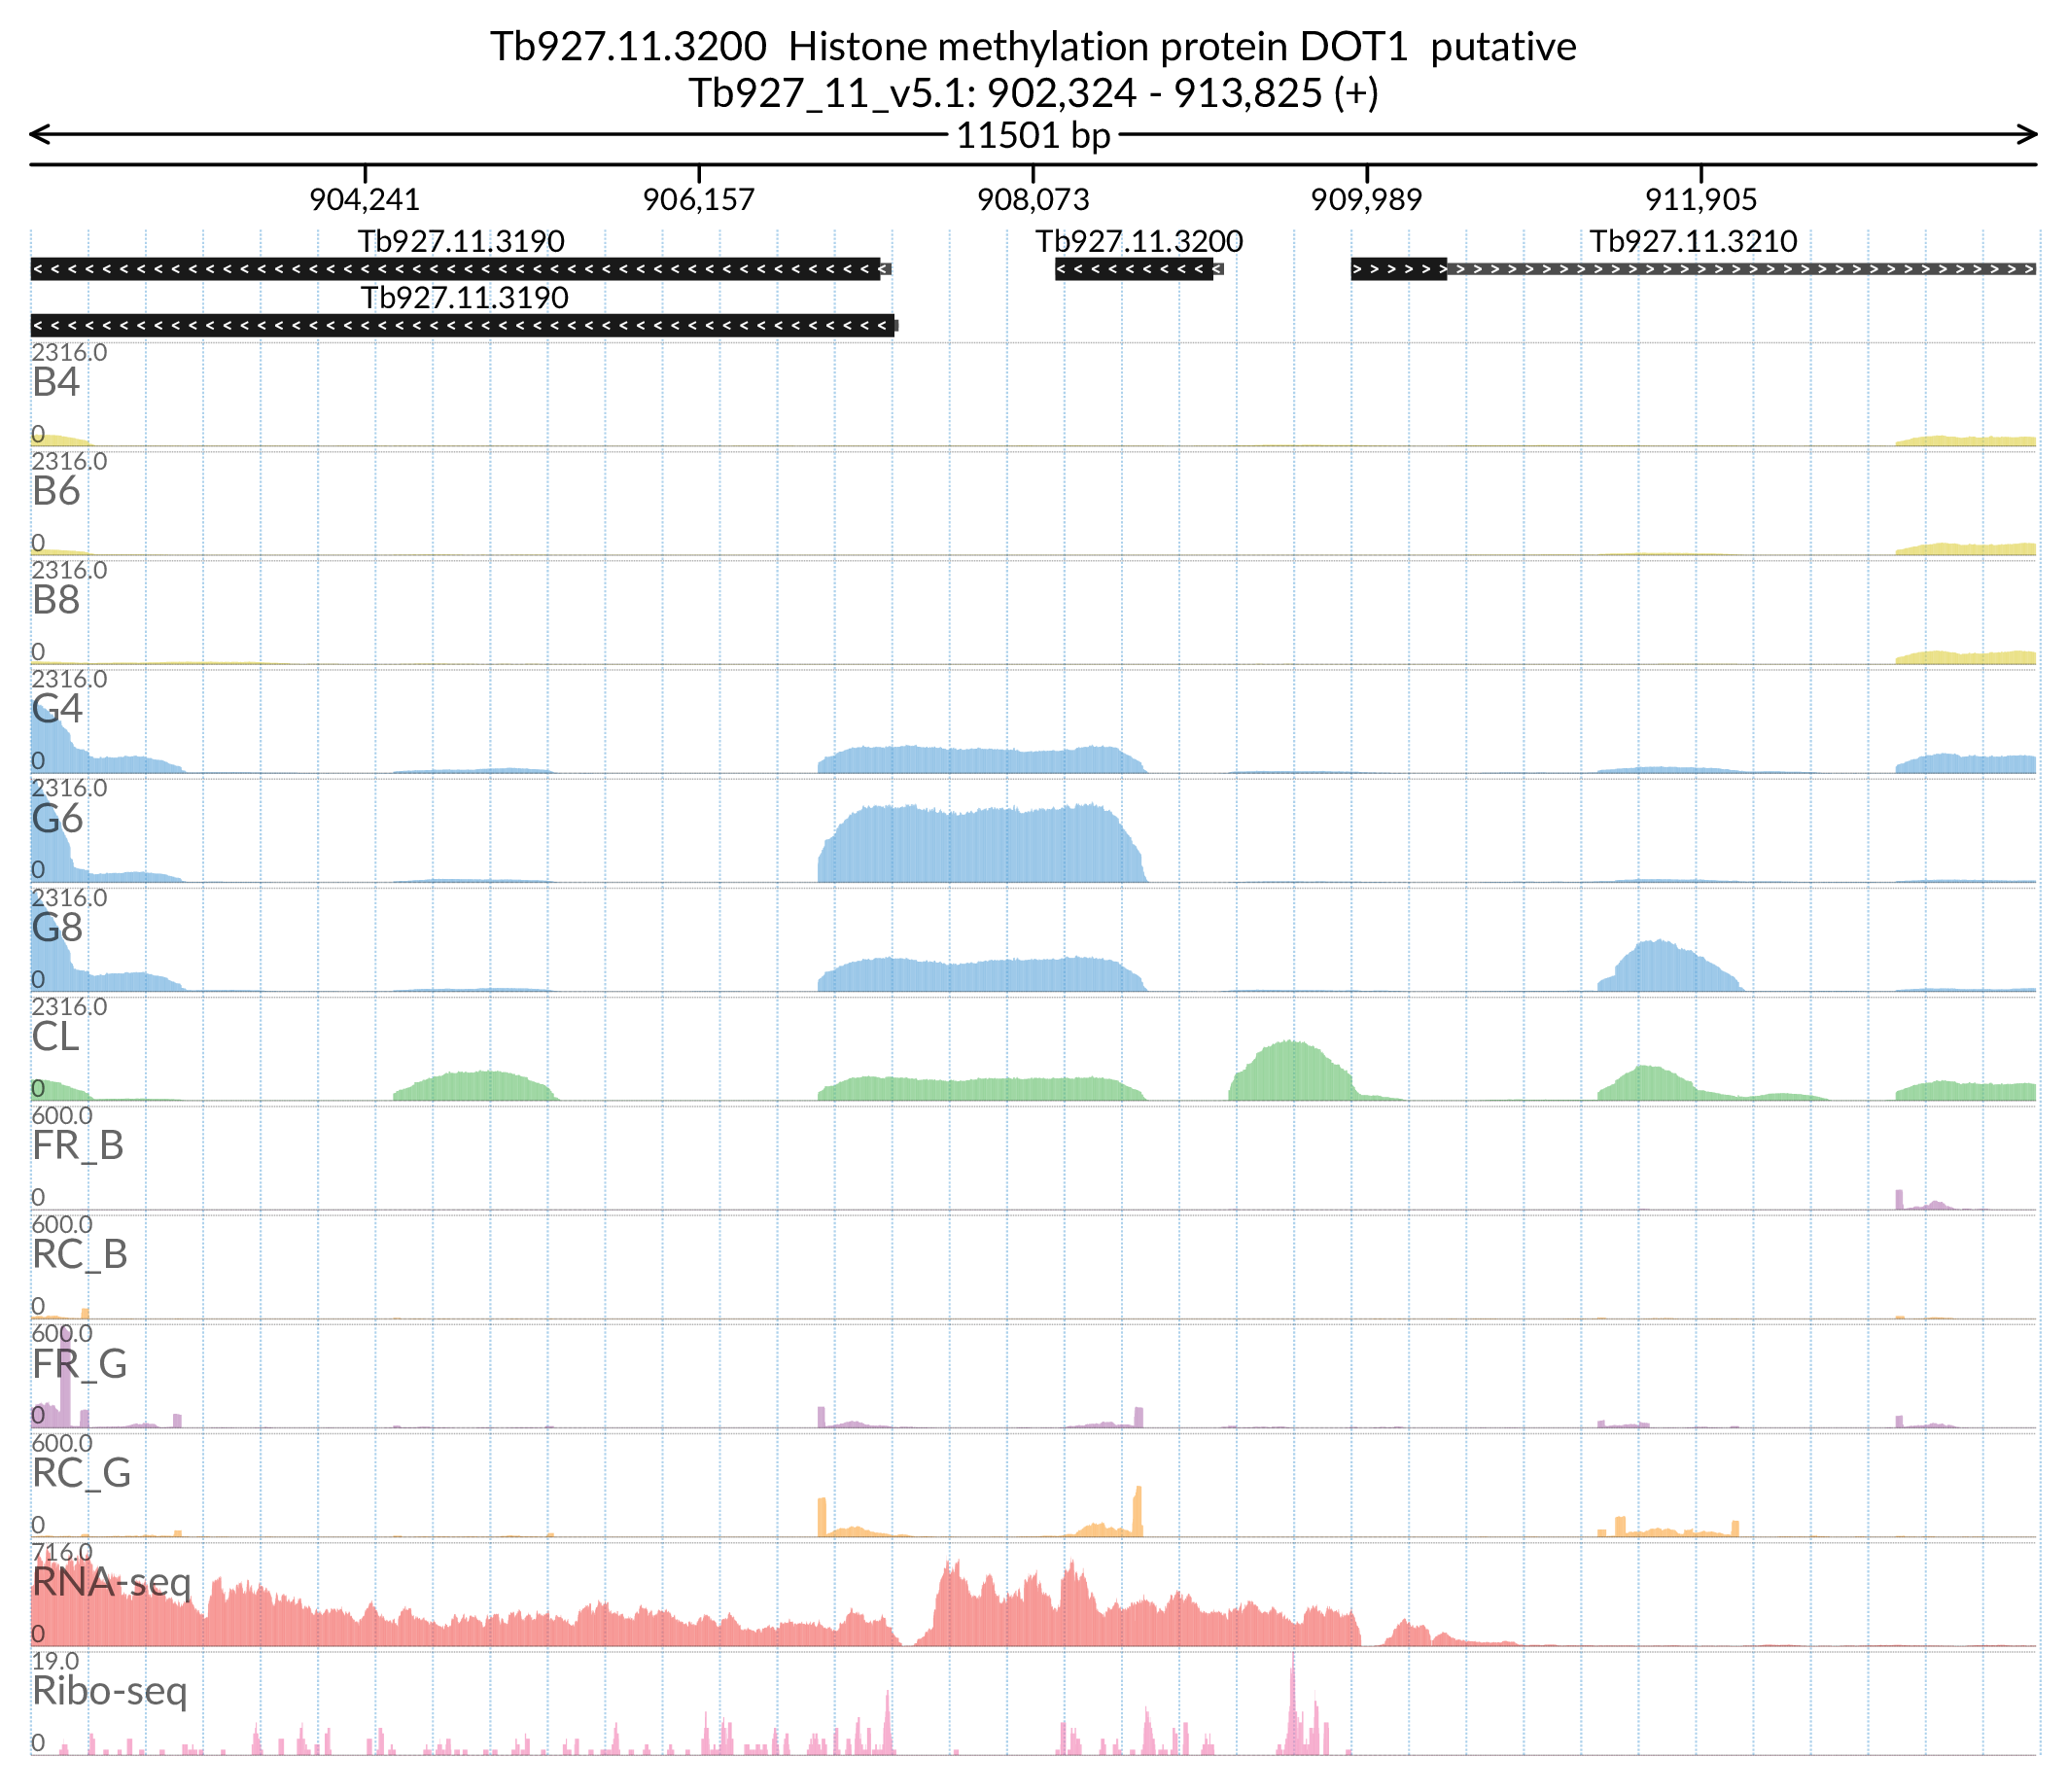 Tb927.11.3200  Histone methylation protein DOT1  putative
Tb927_11_v5.1: 902,324 - 913,825 (+)
11501 bp
904,241 906,157 908,073 909,989 911,905
Tb927.11.3190 Tb927.11.3200 Tb927.11.3210
Tb927.11.3190
2316.0
B4
0
2316.0
B6
0
2316.0
B8
0
2316.0
G4
0
2316.0
G6
0
2316.0
G8
0
2316.0
CL
0
600.0
FR_B
0
600.0
RC_B
0
600.0
FR_G
0
600.0
RC_G
0
716.0
RNA-seq
0
19.0
Ribo-seq
0